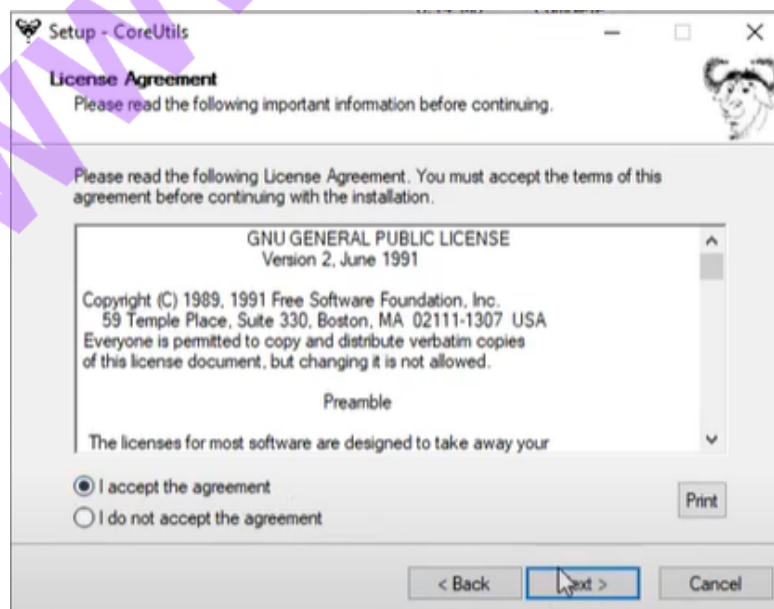 Setup - CoreUtils
License Agreement
Please read the following important information before continuing.
Please read the following License Agreement. You must accept the terms of this
agreement before continuing with the installation.
GNU GENERAL PUBLIC LICENSE
Version 2, June 1991
Copyright (C) 1989, 1991 Free Software Foundation, Inc.
59 Temple Place, Suite 330, Boston, MA 02111-1307 USA
Everyone is permitted to copy and distribute verbatim copies
of this license document, but changing it is not allowed.
Preamble
The licenses for most software are designed to take away your
I accept the agreement
I do not accept the agreement
Print
< Back
>
Cancel